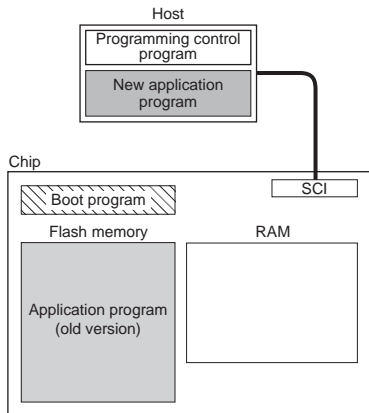 Host
Programming control
program
New application
program
Chip
SCI
Boot program
Flash memory
RAM
Application program
(old version)